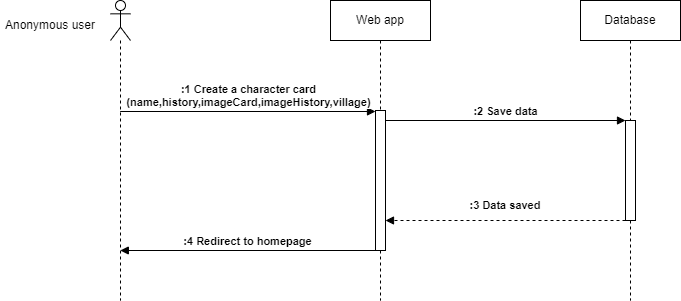 Anonymous user
Web app
Database
:1 Create a character card
(name,history,imageCard,imageHistory,village)
:2 Save data
:3 Data saved
:4 Redirect to homepage